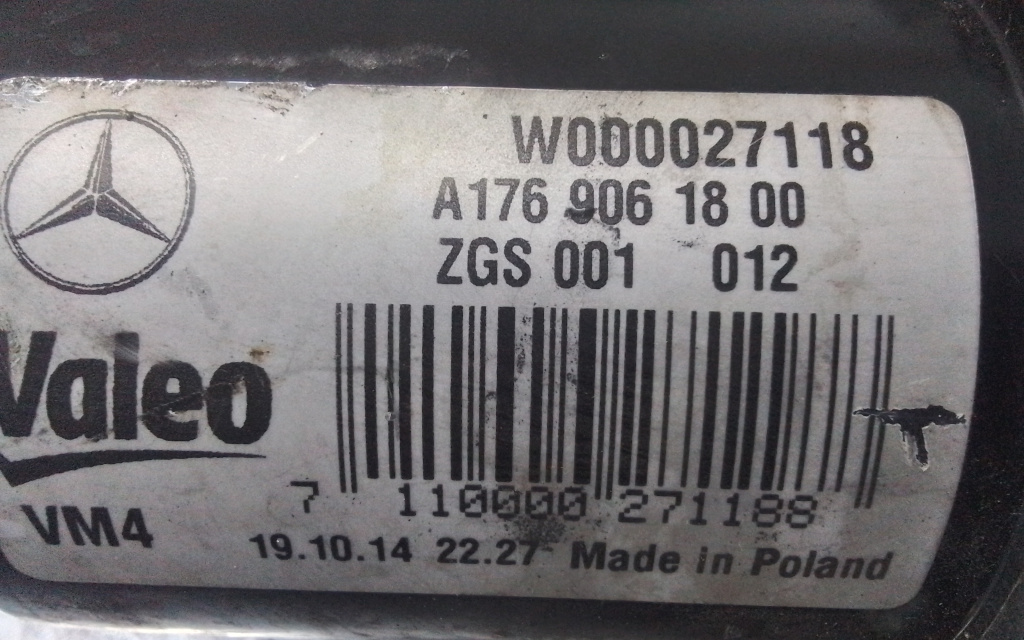 W000027118
A176 906 18 00
ZGS 001 012
Valeo
7 110000 271188
VM4
19.10.14 22.27 Made in Poland